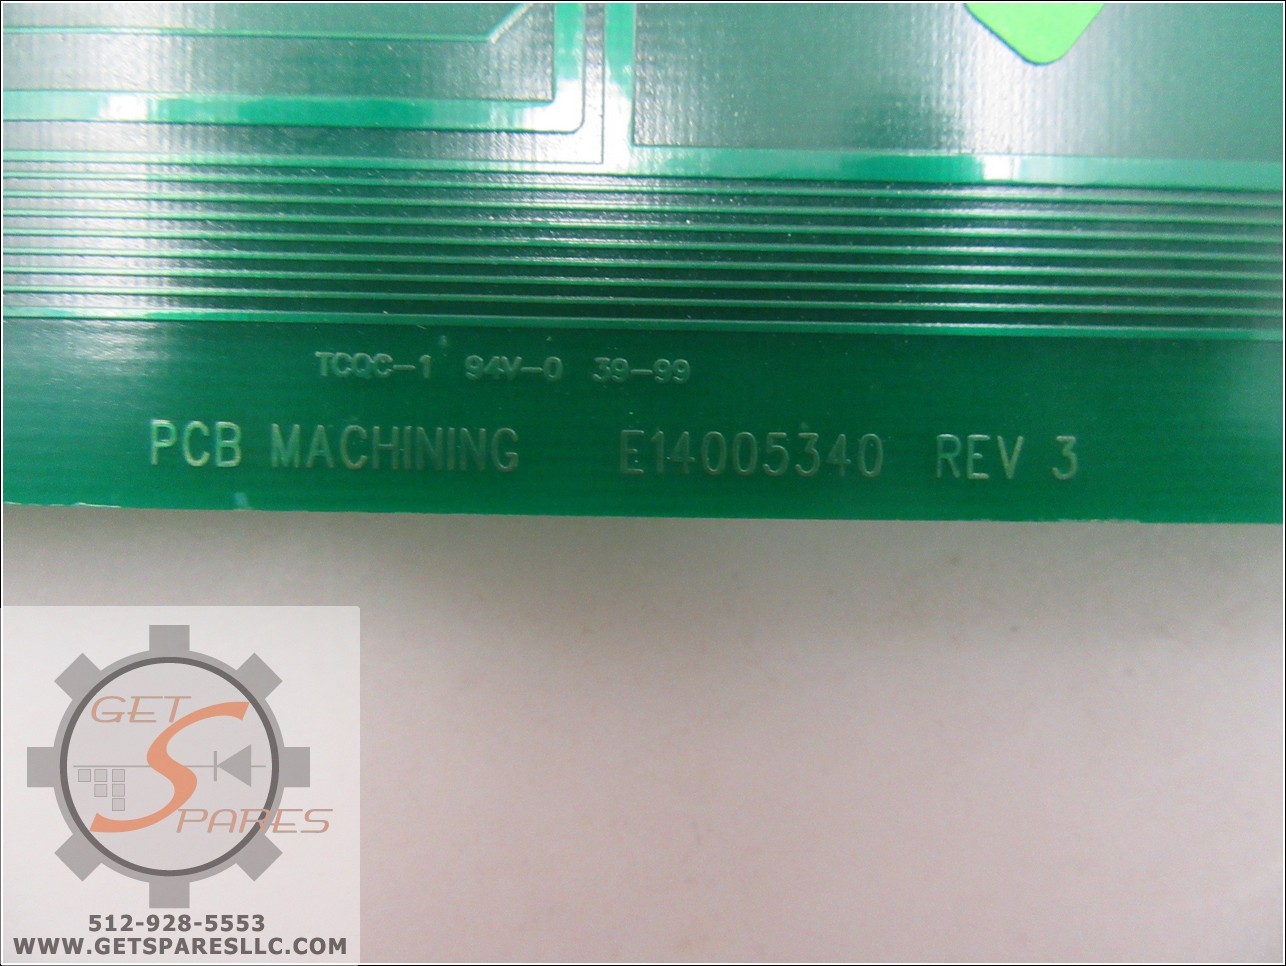 TCQC-1 94V-0 39-99
PCB MACHINING E14005340 REV 3
GET
SPARES
512-928-5553
WWW.GETSPARESLLC.COM